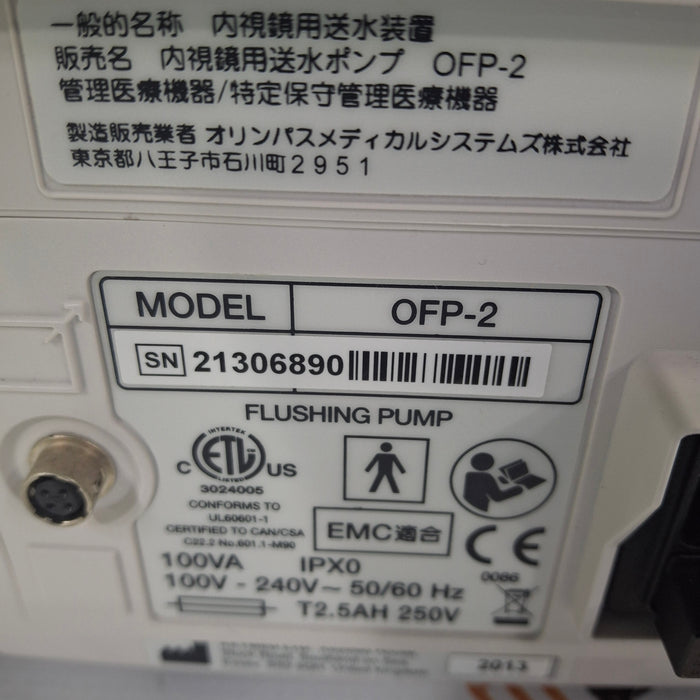 一般的名称 内視鏡用送水装置
販売名 内視鏡用送水ポンプ OFP-2
管理医療機器/特定保守管理医療機器
製造販売業者 オリンパスメディカルシステムズ株式会社
東京都八王子市石川町2951
MODEL OFP-2
SN 21306890
FLUSHING PUMP
INTERTEK
ETL
LISTED
C US
3024005
CONFORMS TO
UL60601-1
CERTIFIED TO CAN/CSA
C22.2 No.601.1-M90
EMC適合
CE
0086
100VA IPX0
100V - 240V~ 50/60 Hz
T2.5AH 250V
2013